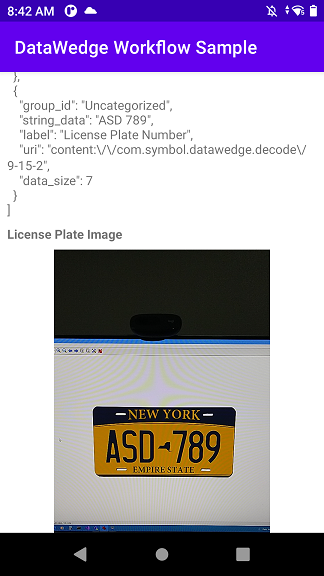 8:42 AM
DataWedge Workflow Sample
},
{
"group_id": "Uncategorized",
"string_data": "ASD 789",
"label": "License Plate Number",
"uri": "content:\/\/com.symbol.datawedge.decode\/
9-15-2",
"data_size": 7
}
]
License Plate Image
NEW YORK
ASD 789
EMPIRE STATE